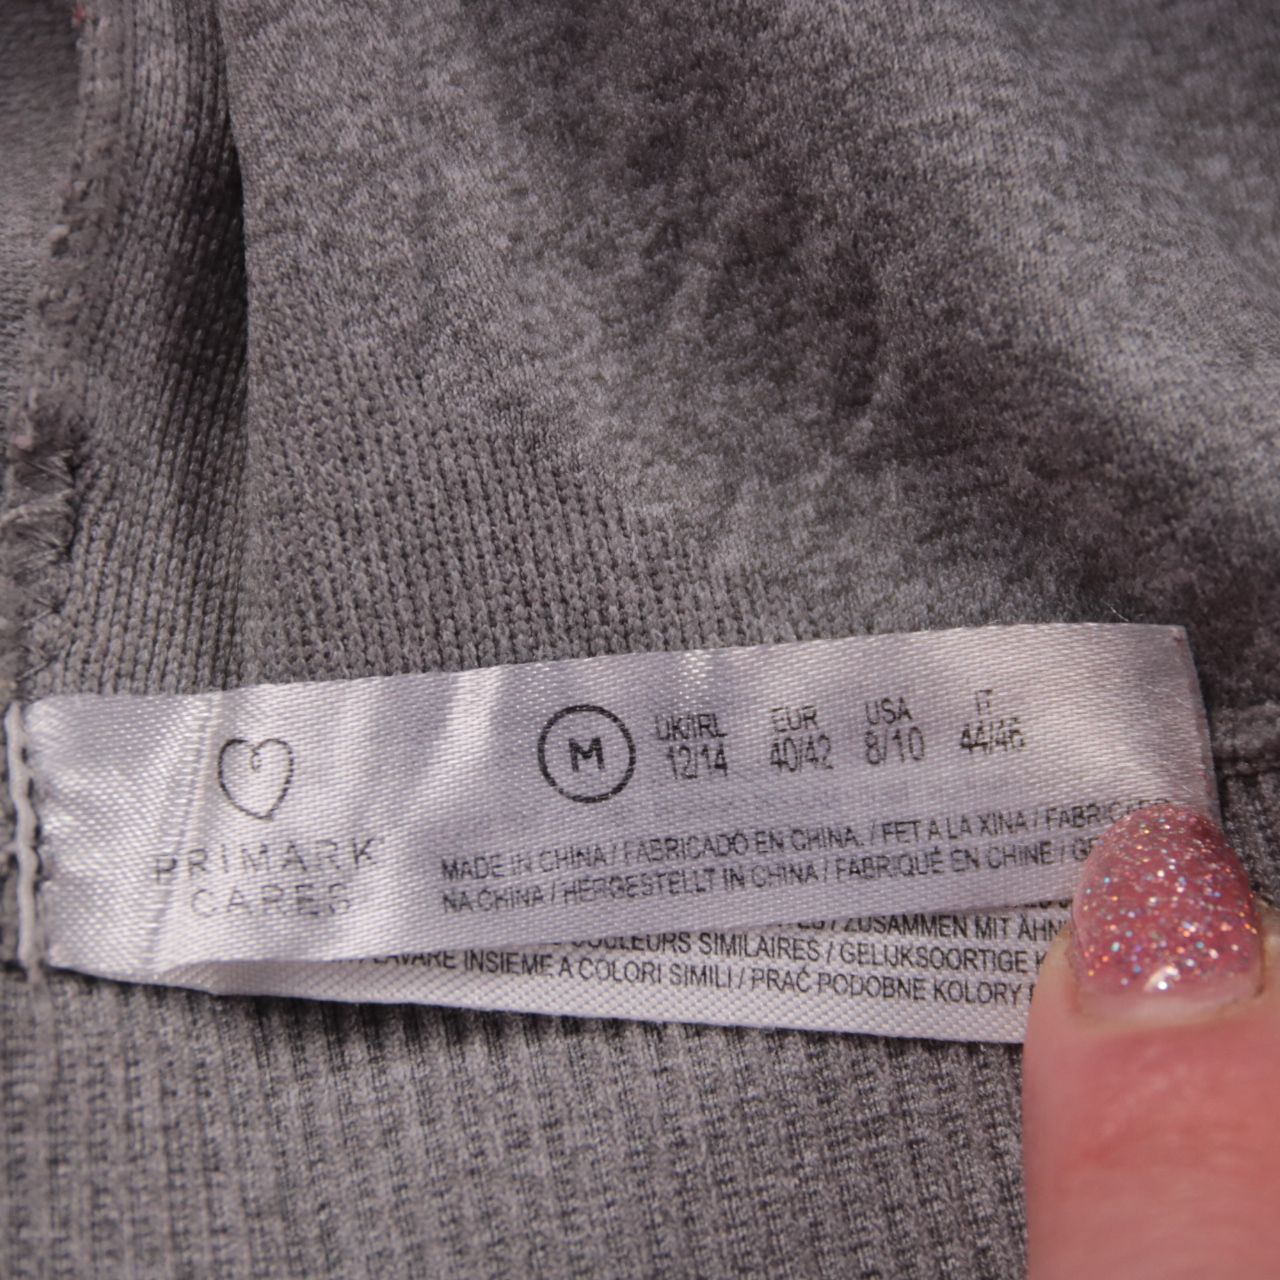 PRIMARK
CARES
M
UK/IRL EUR USA IT
12/14 40/42 8/10 44/46
MADE IN CHINA / FABRICADO EN CHINA. / FET A LA XINA / FABRICADO
NA CHINA / HERGESTELLT IN CHINA / FABRIQUÉ EN CHINE /
/ ZUSAMMEN MIT
COULEURS SIMILAIRES / GELIJKSOORTIGE
LAVARE INSIEME A COLORI SIMILI / PRAĆ PODOBNE KOLORY